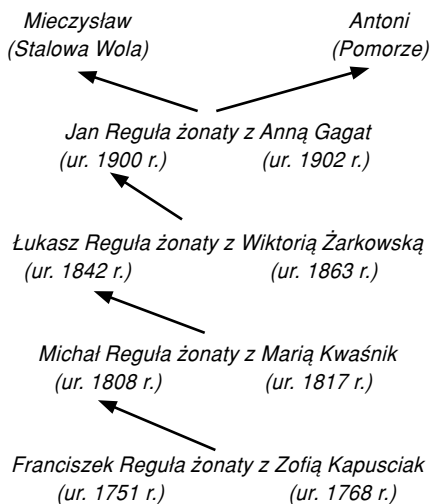 Mieczysław Antoni
(Stalowa Wola) (Pomorze)
Jan Reguła żonaty z Anną Gagat
(ur. 1900 r.) (ur. 1902 r.)
Łukasz Reguła żonaty z Wiktorią Żarkowską
(ur. 1842 r.) (ur. 1863 r.)
Michał Reguła żonaty z Marią Kwaśnik
(ur. 1808 r.) (ur. 1817 r.)
Franciszek Reguła żonaty z Zofią Kapusciak
(ur. 1751 r.) (ur. 1768 r.)